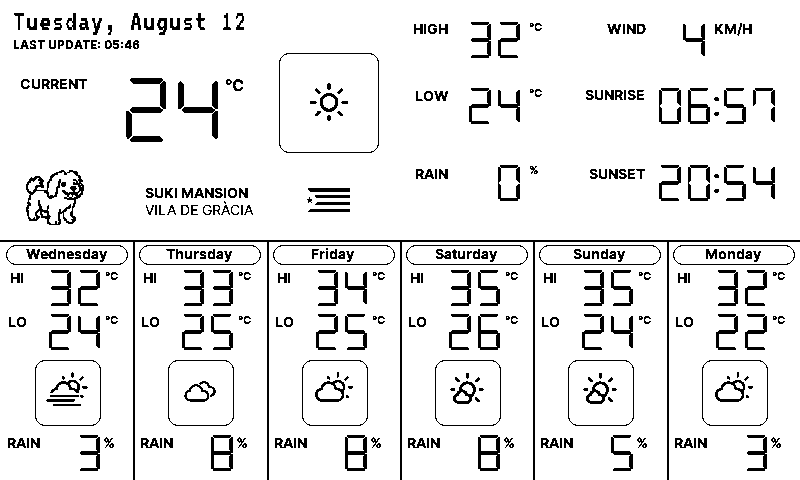 Tuesday, August 12
LAST UPDATE: 05:46
CURRENT 24 °C
HIGH 32 °C
LOW 24 °C
RAIN 0 %
WIND 4 KM/H
SUNRISE 06:57
SUNSET 20:54
SUKI MANSION
VILA DE GRÀCIA
Wednesday
HI 32 °C
LO 24 °C
RAIN 3 %
Thursday
HI 33 °C
LO 25 °C
RAIN 8 %
Friday
HI 34 °C
LO 25 °C
RAIN 8 %
Saturday
HI 35 °C
LO 26 °C
RAIN 8 %
Sunday
HI 35 °C
LO 24 °C
RAIN 5 %
Monday
HI 32 °C
LO 22 °C
RAIN 3 %